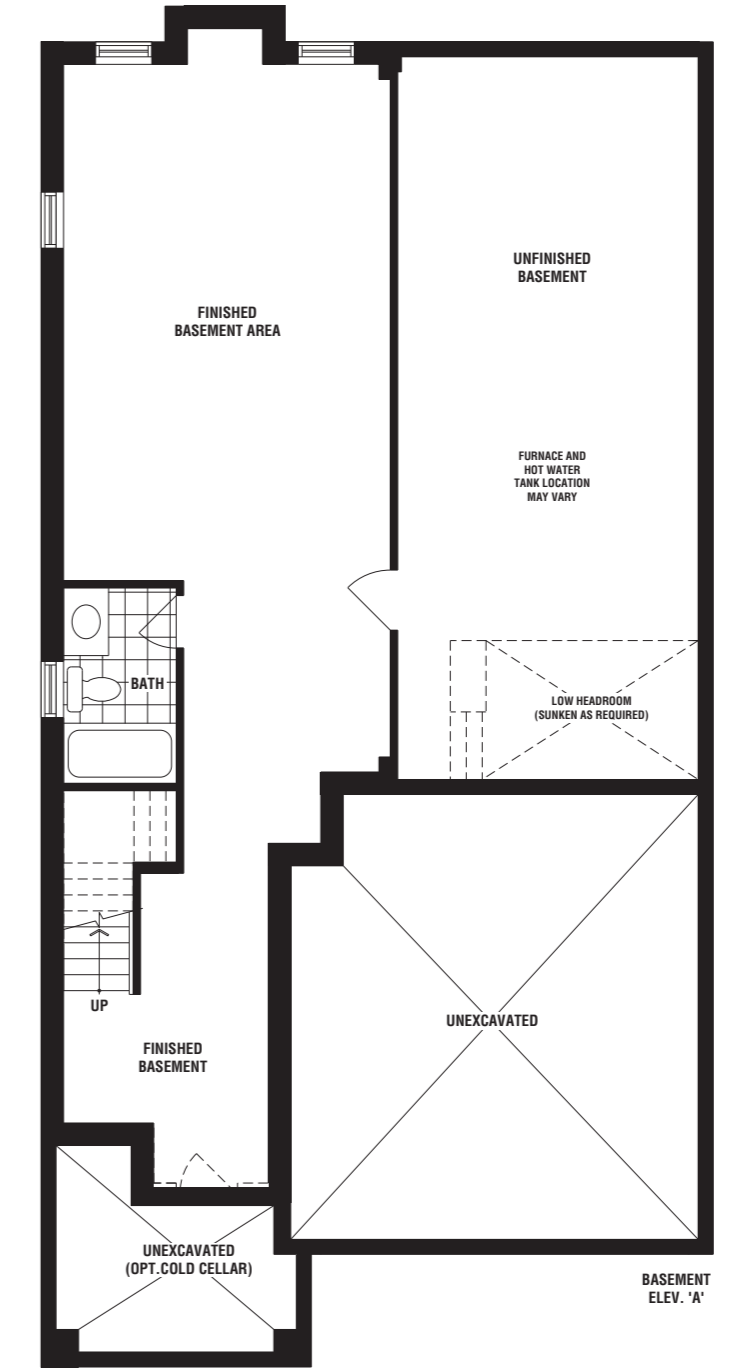 UNFINISHED
BASEMENT
FINISHED
BASEMENT AREA
FURNACE AND
HOT WATER
TANK LOCATION
MAY VARY
BATH
LOW HEADROOM
(SUNKEN AS REQUIRED)
UP
UNEXCAVATED
FINISHED
BASEMENT
UNEXCAVATED
(OPT.COLD CELLAR)
BASEMENT
ELEV. 'A'